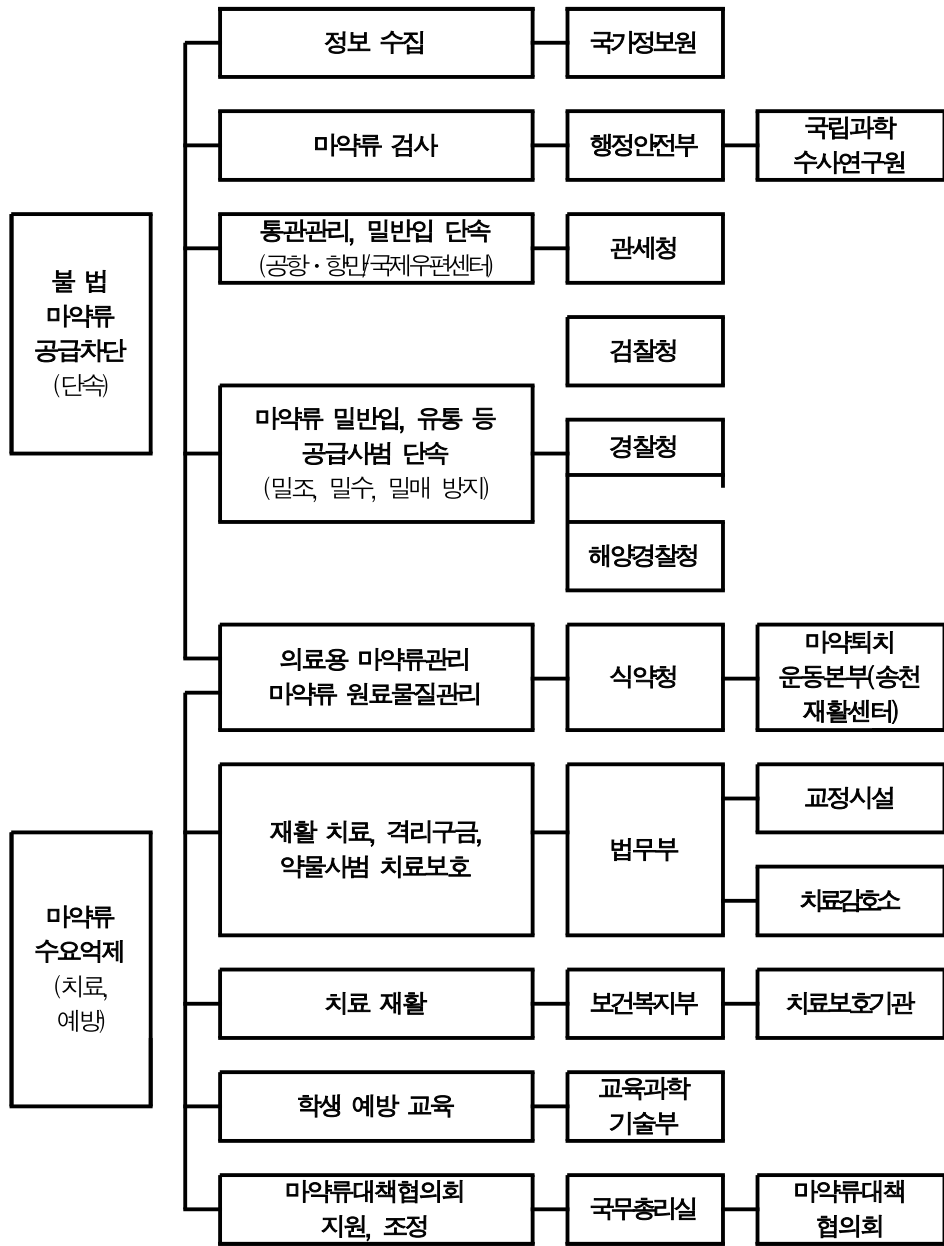 정보 수집
국가정보원
마약류 검사
행정안전부
국립과학
수사연구원
불 법
마약류
공급차단
(단속)
통관관리, 밀반입 단속
(공항·항만/국제우편센터)
관세청
마약류 밀반입, 유통 등
공급사범 단속
(밀조, 밀수, 밀매 방지)
검찰청
경찰청
해양경찰청
의료용 마약류관리
마약류 원료물질관리
식약청
마약퇴치
운동본부(송천
재활센터)
마약류
수요억제
(치료,
예방)
재활 치료, 격리구금,
약물사범 치료보호
법무부
교정시설
치료감호소
치료 재활
보건복지부
치료보호기관
학생 예방 교육
교육과학
기술부
마약류대책협의회
지원, 조정
국무총리실
마약류대책
협의회